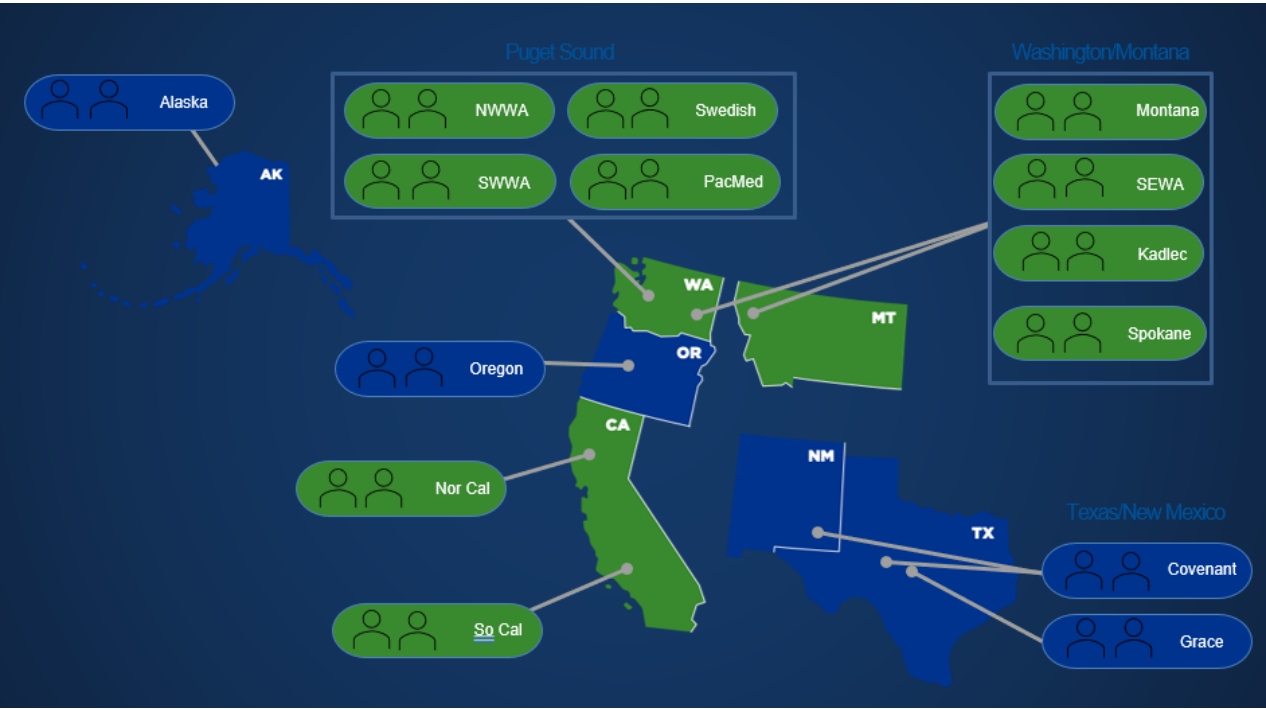 Puget Sound
Washington/Montana
Alaska
NWWA
Swedish
Montana
SWWA
PacMed
SEWA
AK
Kadlec
WA
MT
Spokane
OR
Oregon
CA
NM
Nor Cal
Texas/New Mexico
TX
Covenant
So Cal
Grace